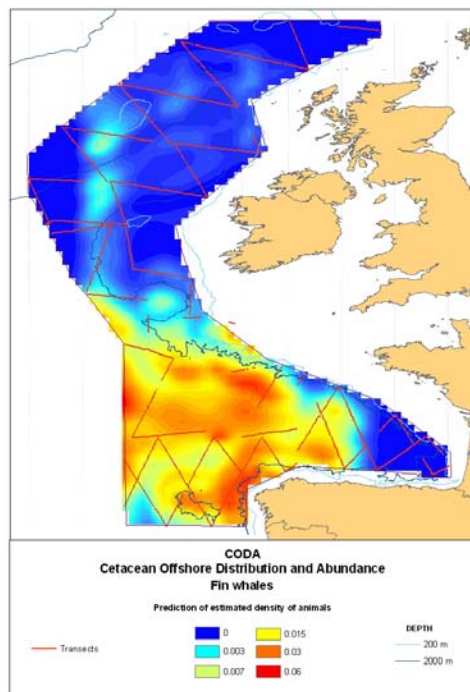 CODA
Cetacean Offshore Distribution and Abundance
Fin whales
Prediction of estimated density of animals
Transects
0
0.003
0.007
0.015
0.03
0.06
DEPTH
200 m
2000 m